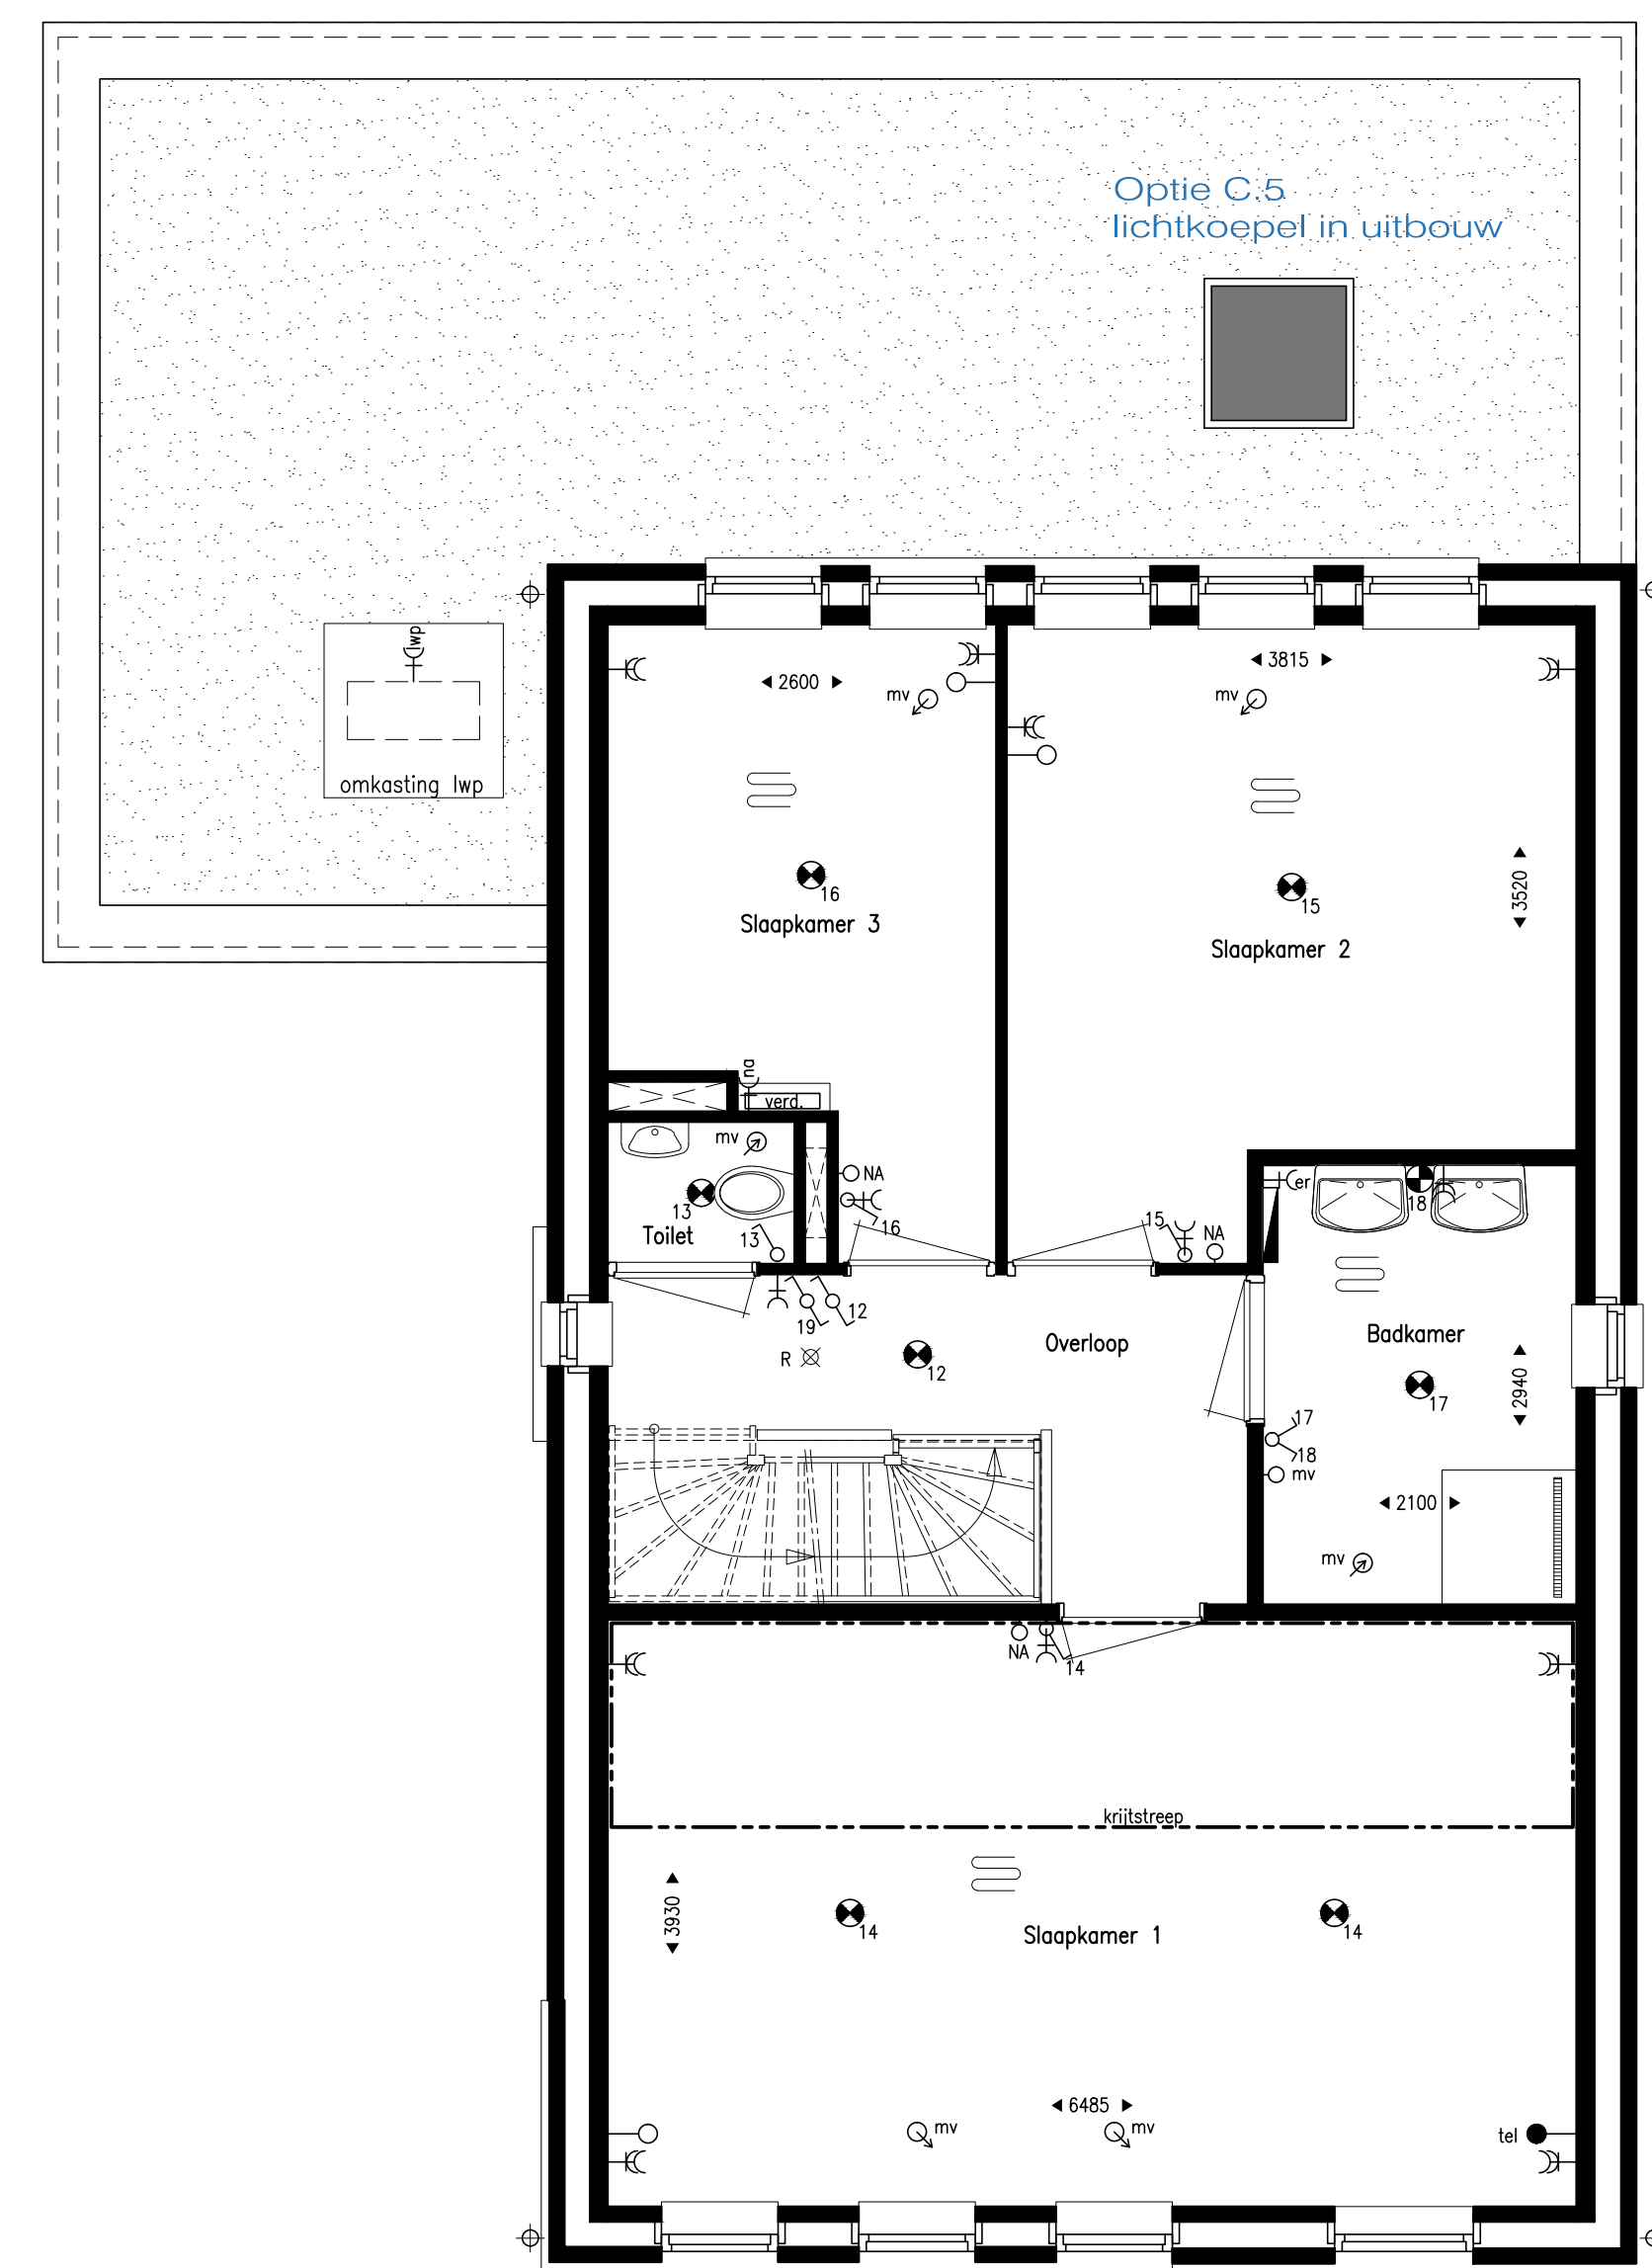 Optie C.5
lichtkoepel in uitbouw
lwp
omkasting lwp
2600
mv
3815
mv
16
Slaapkamer 3
15
Slaapkamer 2
3520
na
verd.
mv
13
Toilet
13
NA
16
15
NA
er
18
19
12
R
12
Overloop
Badkamer
17
2940
17
18
mv
2100
mv
NA
14
krijtstreep
3930
14
Slaapkamer 1
14
6485
mv
mv
tel